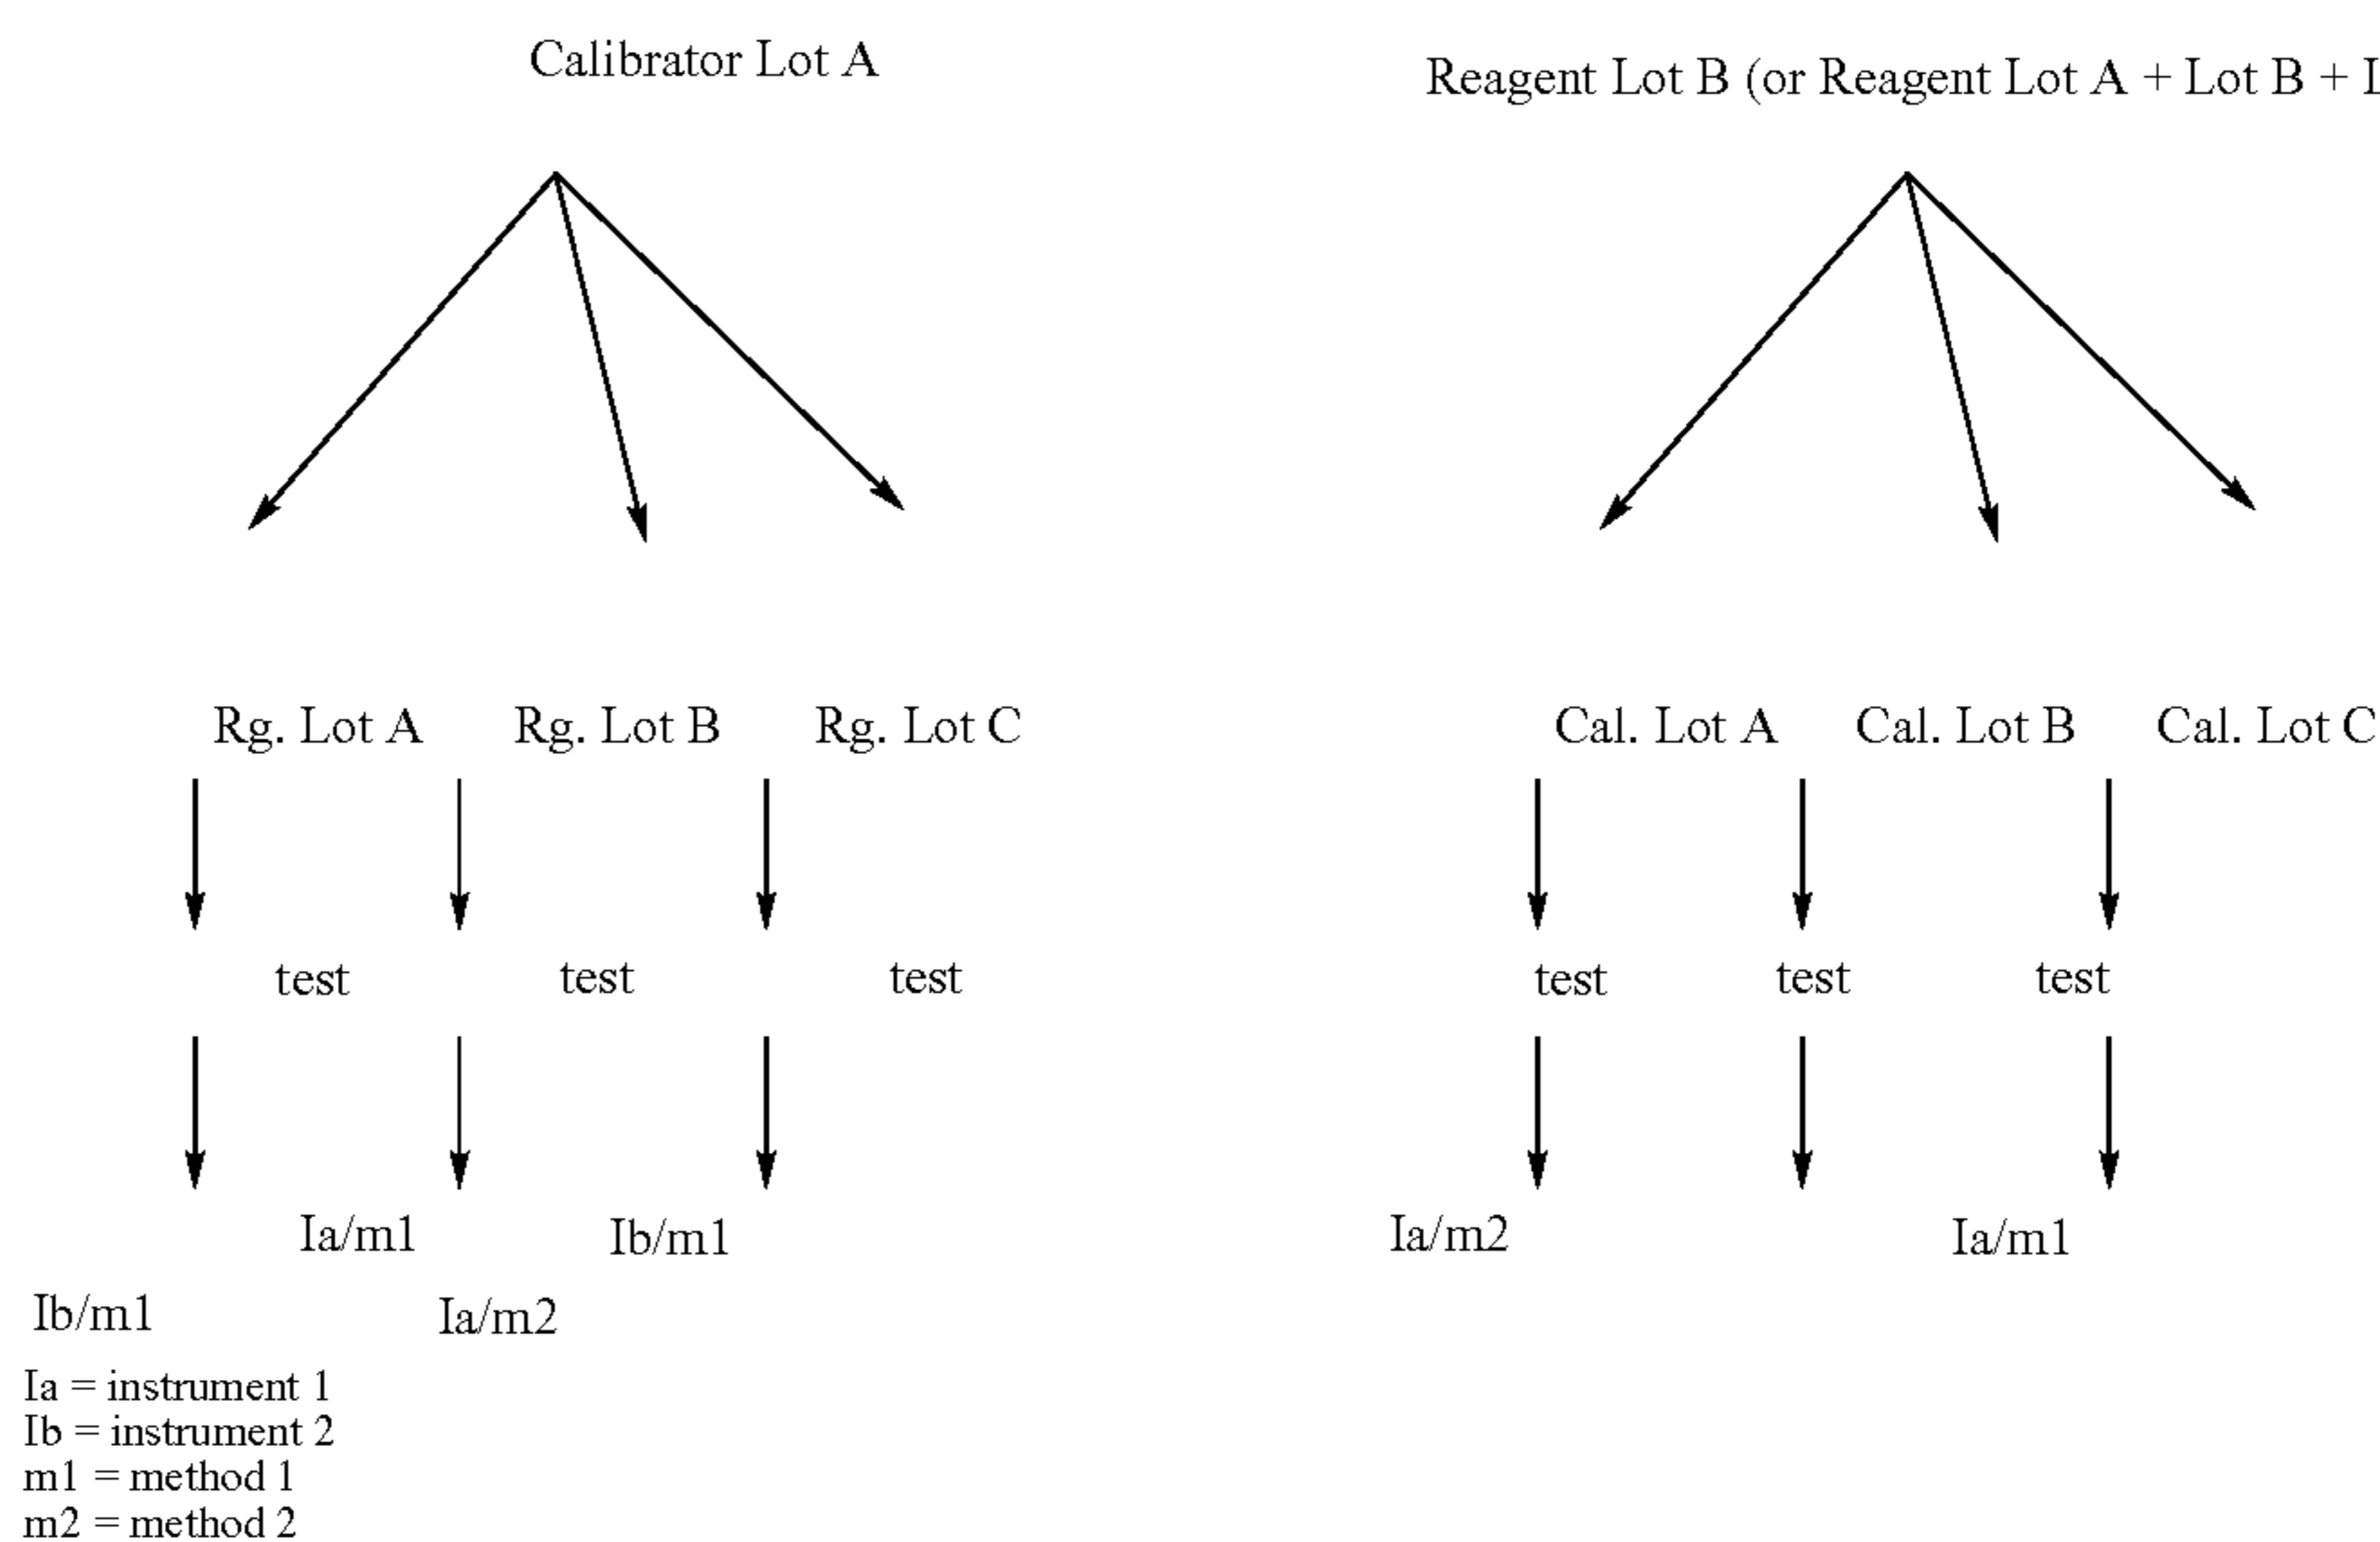 Calibrator Lot A
Reagent Lot B (or Reagent Lot A + Lot B +
Rg. Lot A Rg. Lot B Rg. Lot C
Cal. Lot A Cal. Lot B Cal. Lot C
test test test
test test test
Ia/m1 Ib/m1
Ia/m2 Ia/m1
Ib/m1 Ia/m2
Ia = instrument 1
Ib = instrument 2
m1 = method 1
m2 = method 2